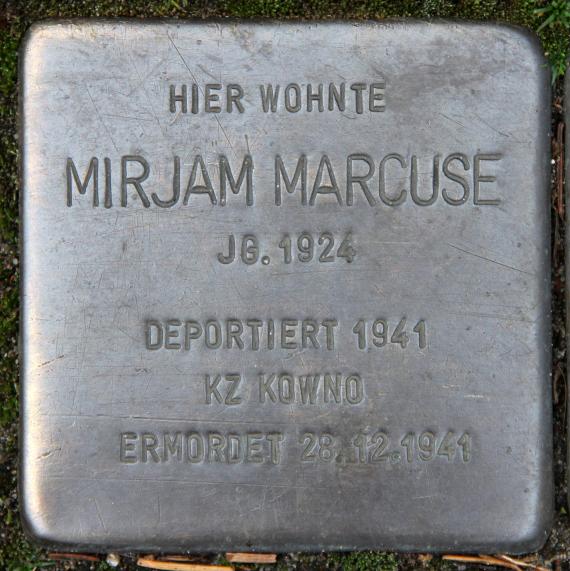 HIER WOHNTE
MIRJAM MARCUSE
JG. 1924
DEPORTIERT 1941
KZ KOWNO
ERMORDET 28.12.1941